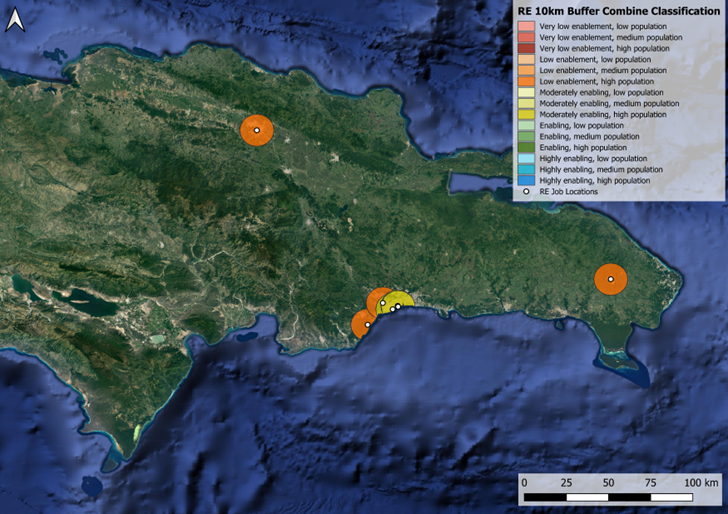 RE 10km Buffer Combine Classification
Very low enablement, low population
Very low enablement, medium population
Very low enablement, high population
Low enablement, low population
Low enablement, medium population
Low enablement, high population
Moderately enabling, low population
Moderately enabling, medium population
Moderately enabling, high population
Enabling, low population
Enabling, medium population
Enabling, high population
Highly enabling, low population
Highly enabling, medium population
Highly enabling, high population
RE Job Locations
0 25 50 75 100 km